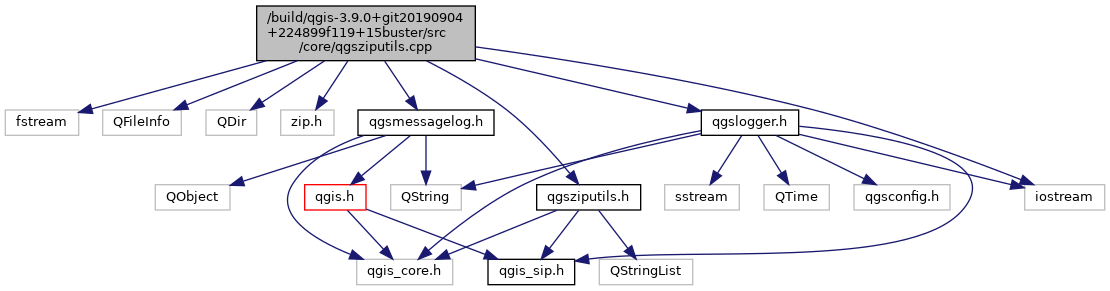 /build/qgis-3.9.0+git20190904
+224899f119+15buster/src
/core/qgsziputils.cpp
fstream
QFileInfo
QDir
zip.h
qgsmessagelog.h
qgslogger.h
QObject
qgis.h
QString
qgsziputils.h
sstream
QTime
qgsconfig.h
iostream
qgis_core.h
qgis_sip.h
QStringList